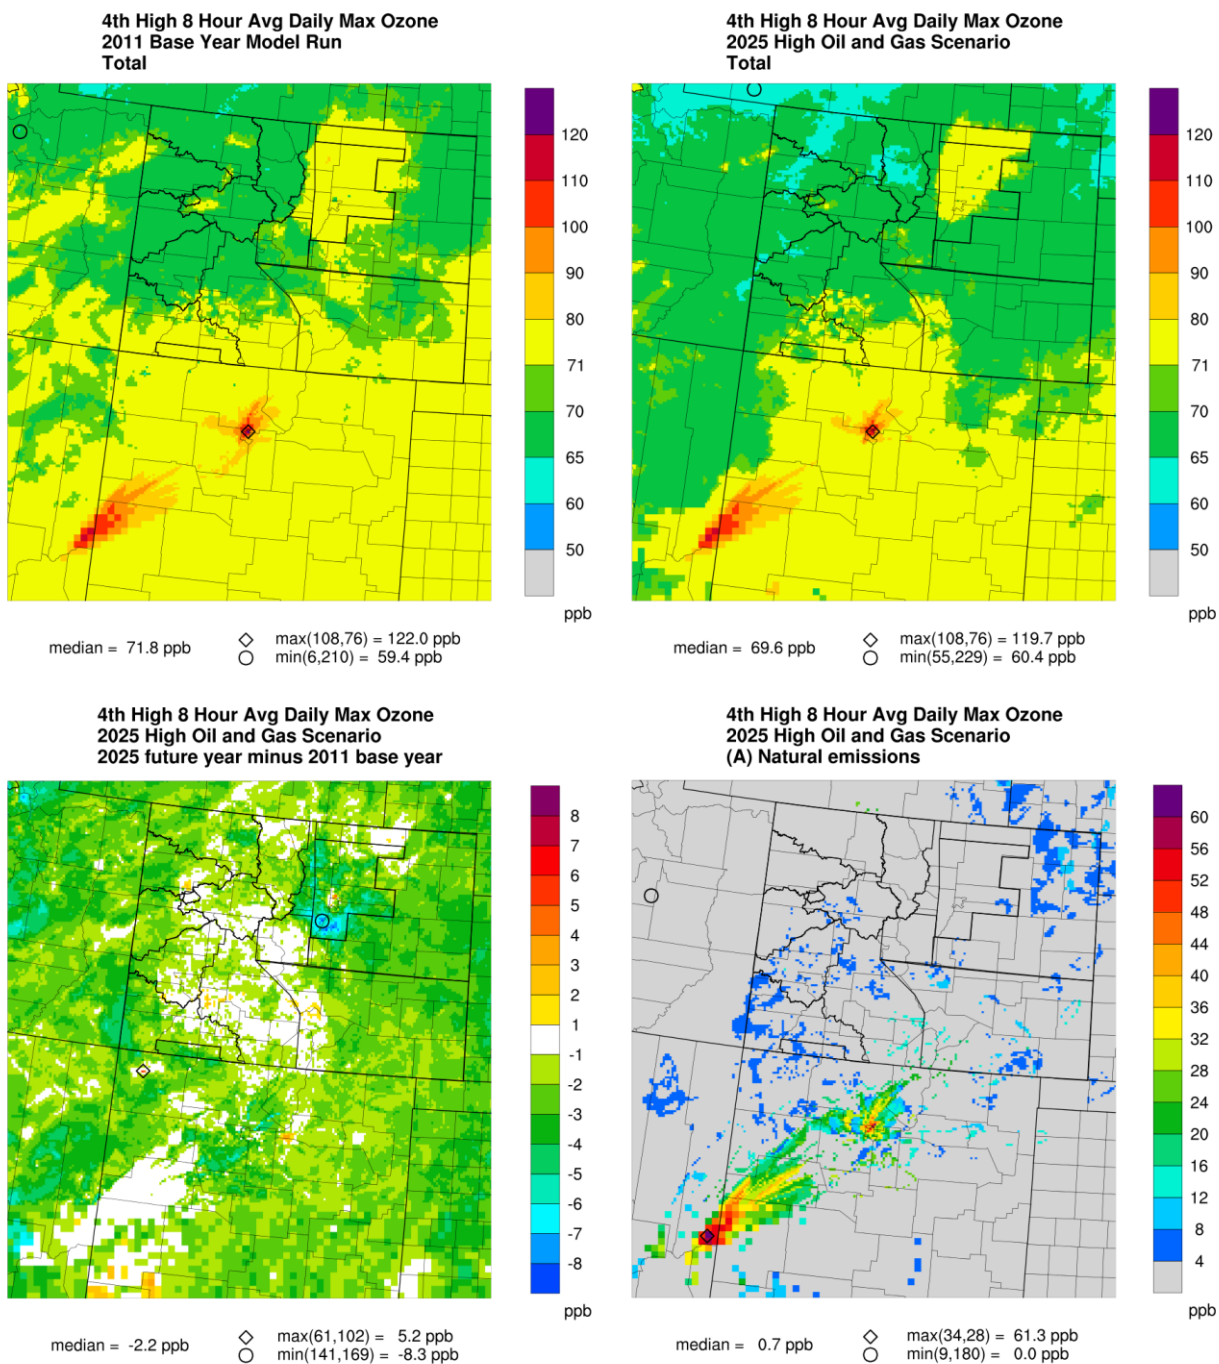 4th High 8 Hour Avg Daily Max Ozone
2011 Base Year Model Run
Total
120
110
100
90
80
71
70
65
60
50
ppb
median = 71.8 ppb
max(108,76) = 122.0 ppb
min(6,210) = 59.4 ppb
4th High 8 Hour Avg Daily Max Ozone
2025 High Oil and Gas Scenario
Total
120
110
100
90
80
71
70
65
60
50
ppb
median = 69.6 ppb
max(108,76) = 119.7 ppb
min(55,229) = 60.4 ppb
4th High 8 Hour Avg Daily Max Ozone
2025 High Oil and Gas Scenario
2025 future year minus 2011 base year
8
7
6
5
4
3
2
1
-1
-2
-3
-4
-5
-6
-7
-8
ppb
median = -2.2 ppb
max(61,102) = 5.2 ppb
min(141,169) = -8.3 ppb
4th High 8 Hour Avg Daily Max Ozone
2025 High Oil and Gas Scenario
(A) Natural emissions
60
56
52
48
44
40
36
32
28
24
20
16
12
8
4
ppb
median = 0.7 ppb
max(34,28) = 61.3 ppb
min(9,180) = 0.0 ppb